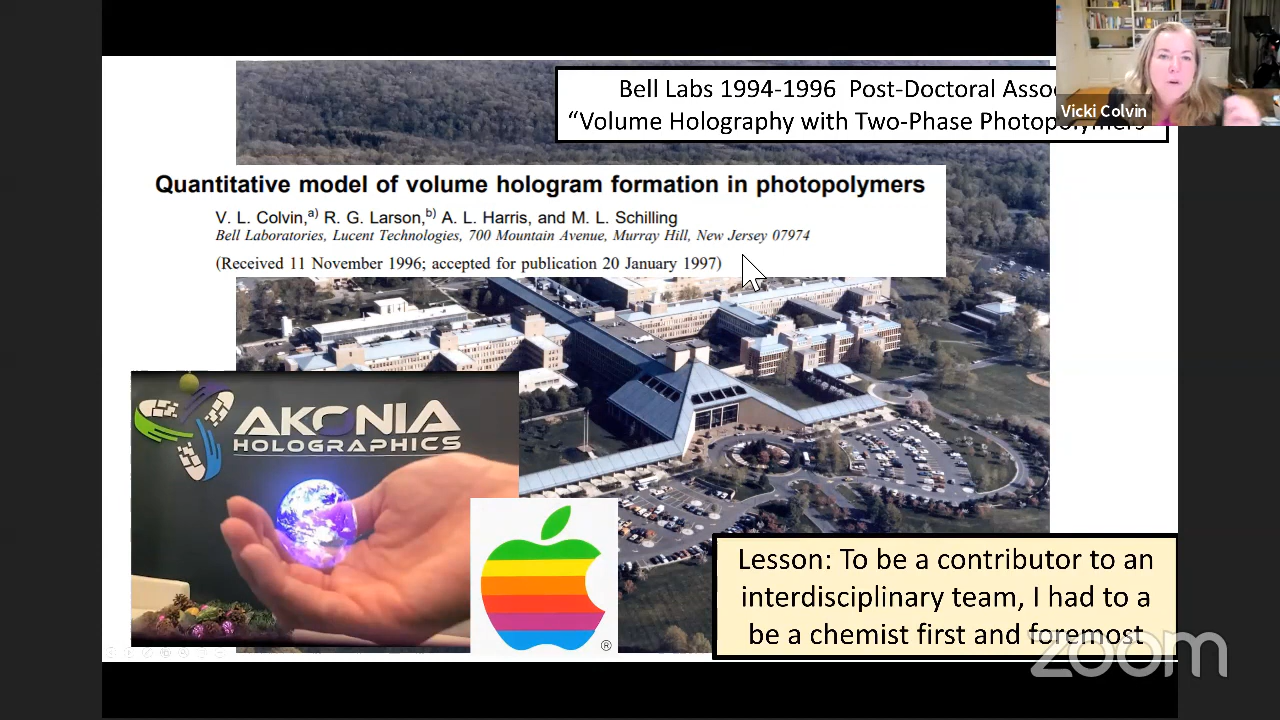 Bell Labs 1994-1996 Post-Doctoral
“Volume Holography with Two-Phase Photopolymers
Vicki Colvin
Quantitative model of volume hologram formation in photopolymers
V. L. Colvin,a) R. G. Larson,b) A. L. Harris, and M. L. Schilling
Bell Laboratories, Lucent Technologies, 700 Mountain Avenue, Murray Hill, New Jersey 07974
(Received 11 November 1996; accepted for publication 20 January 1997)
AKONIA
HOLOGRAPHICS
®
Lesson: To be a contributor to an
interdisciplinary team, I had to a
be a chemist first and foremost
zoom